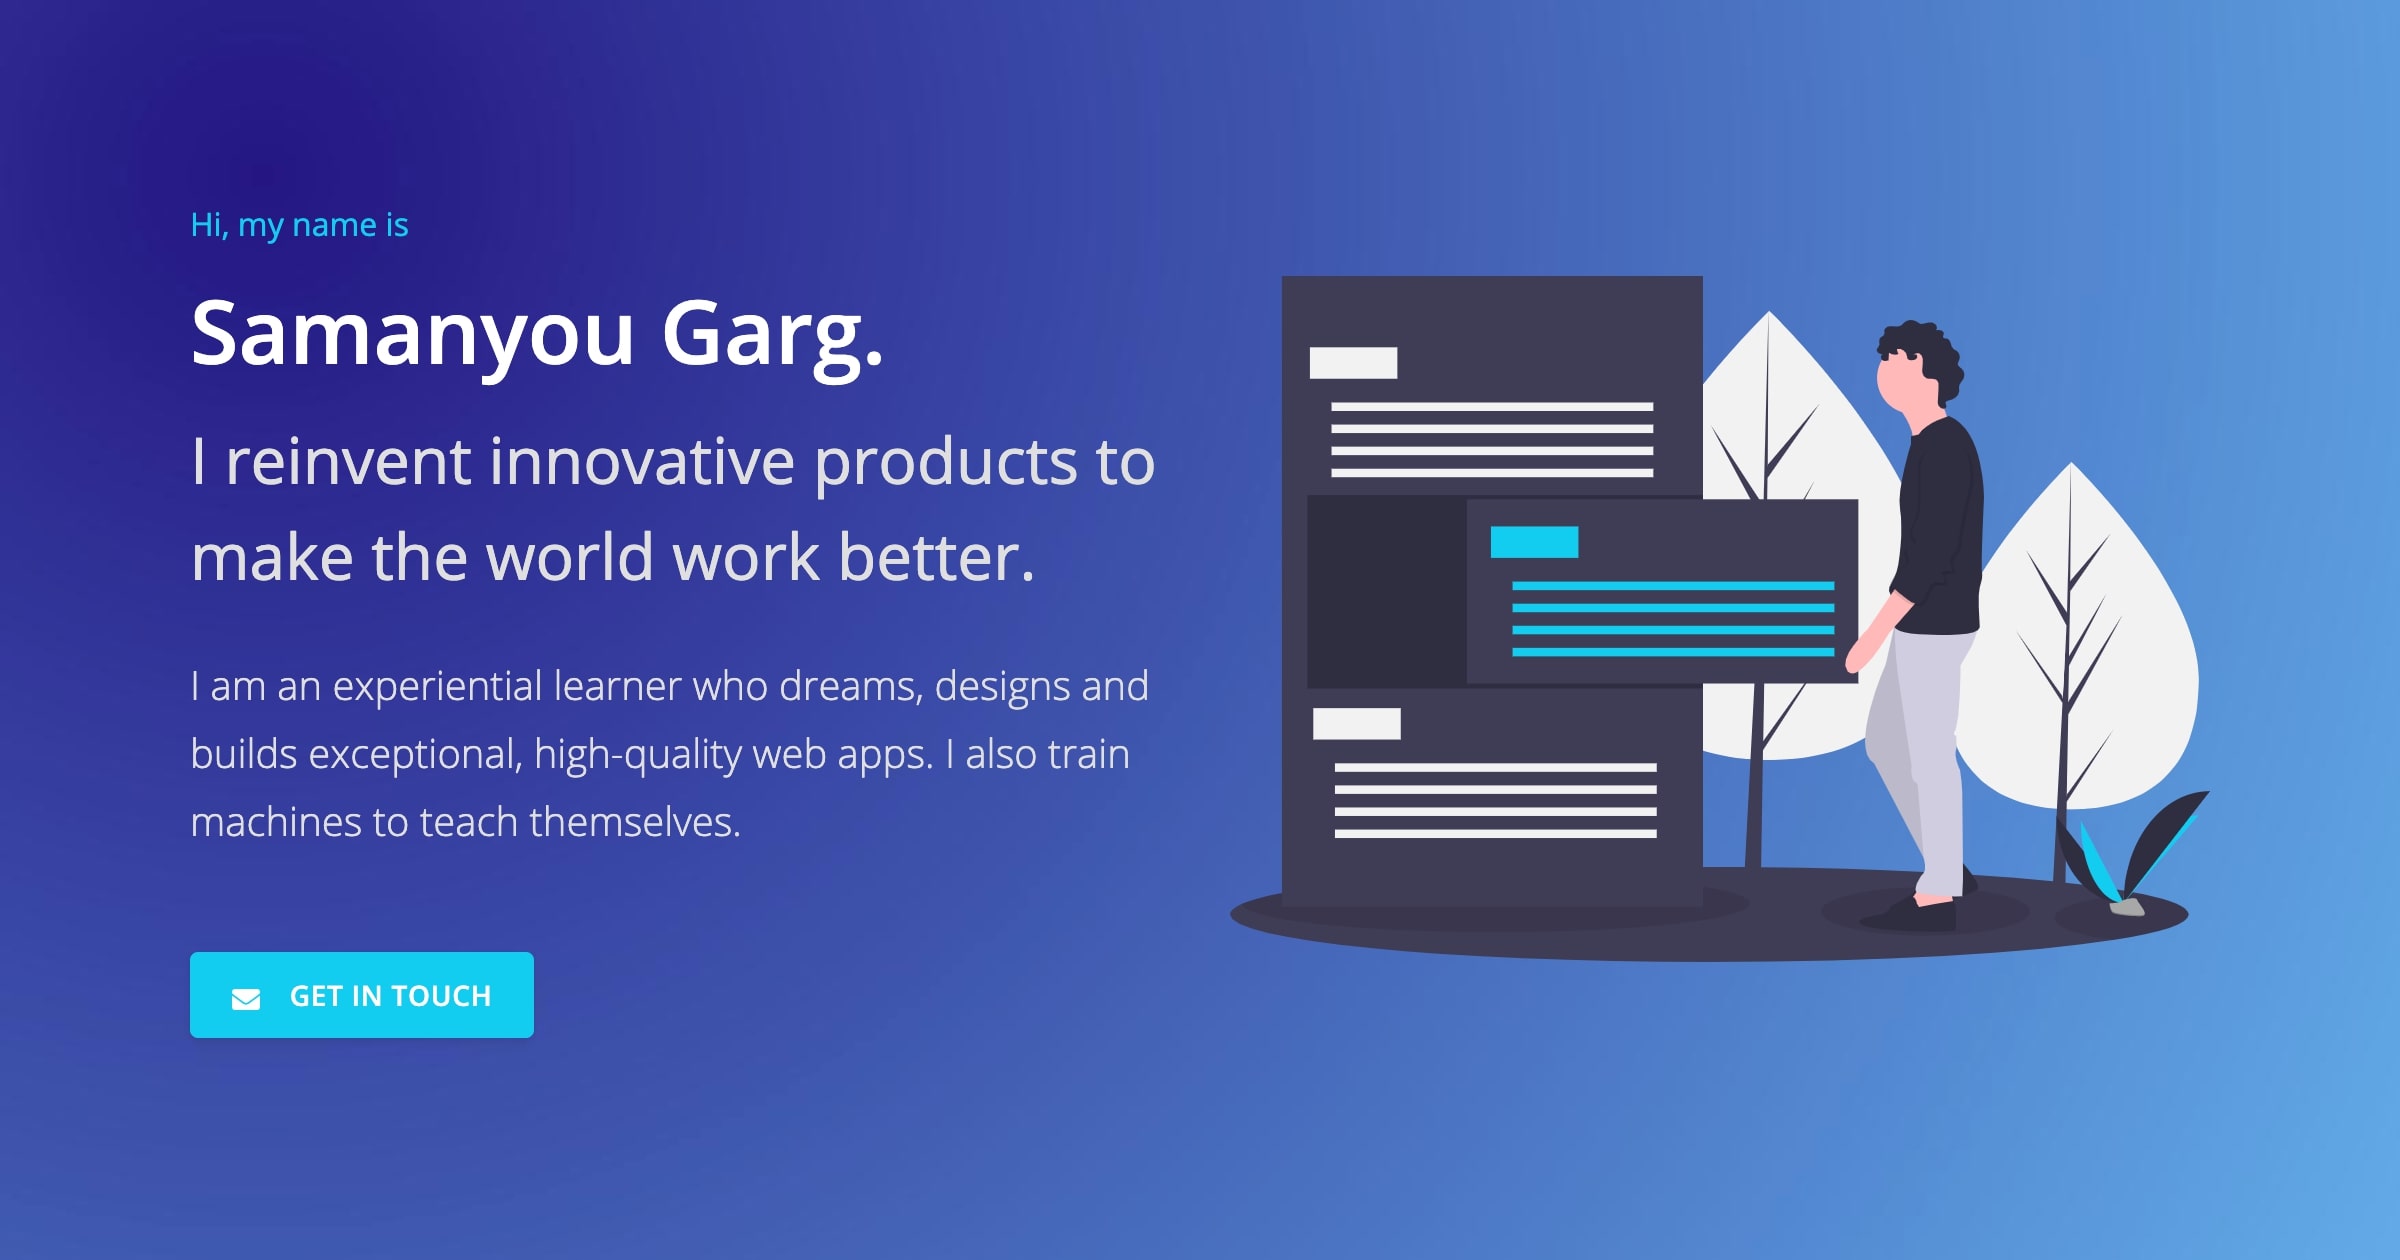 Hi, my name is
Samanyou Garg.
I reinvent innovative products to
make the world work better.
I am an experiential learner who dreams, designs and
builds exceptional, high-quality web apps. I also train
machines to teach themselves.
GET IN TOUCH